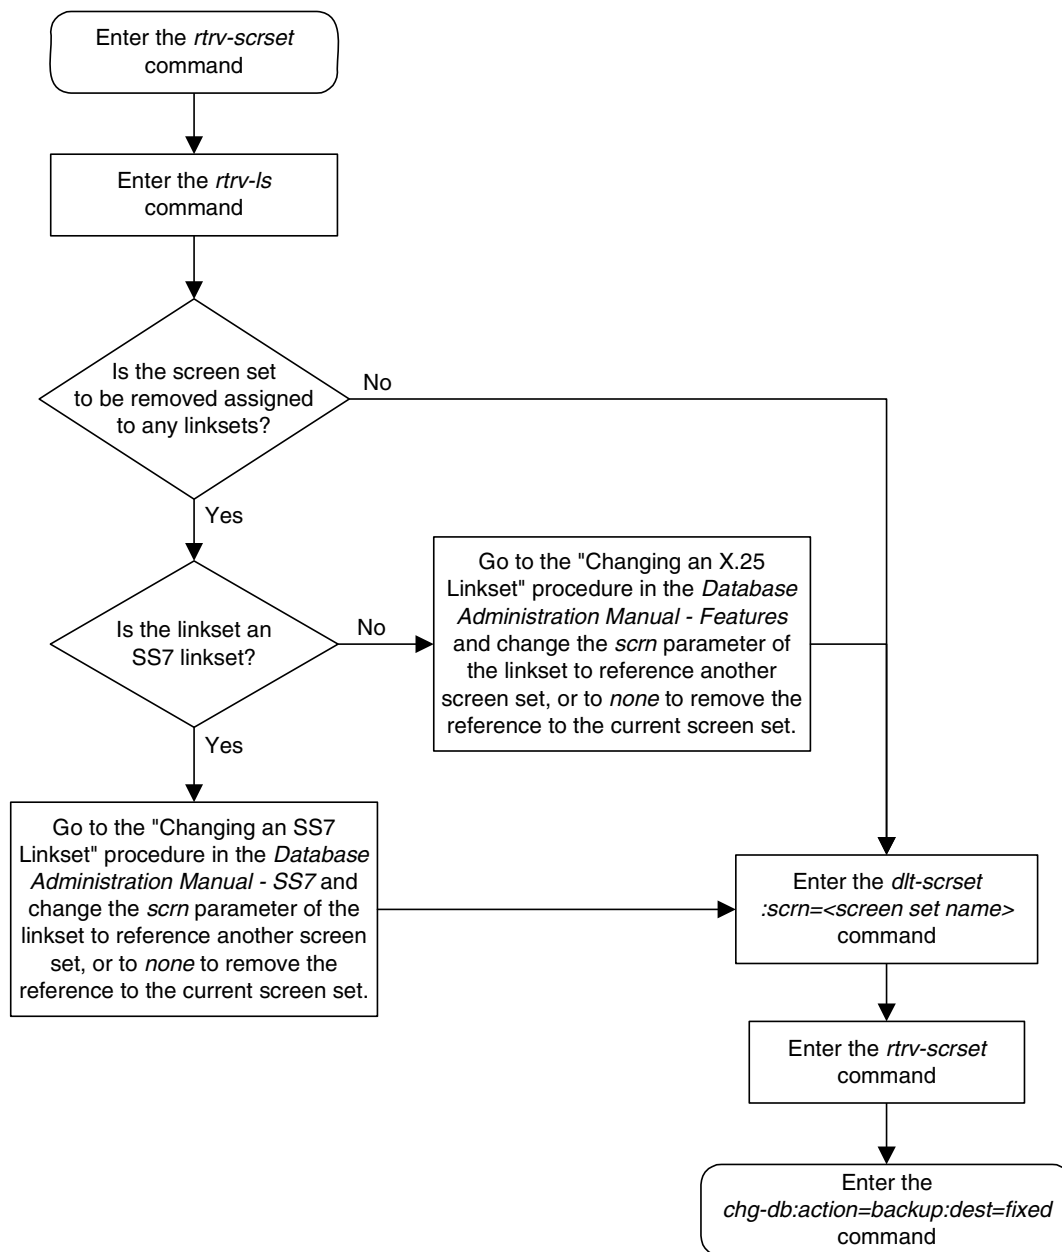 Enter the rtrv-scrset
command
Enter the rtrv-ls
command
Is the screen set
to be removed assigned
to any linksets?
No
Yes
Is the linkset an
SS7 linkset?
No
Go to the "Changing an X.25
Linkset" procedure in the Database
Administration Manual - Features
and change the scrn parameter of
the linkset to reference another
screen set, or to none to remove the
reference to the current screen set.
Yes
Go to the "Changing an SS7
Linkset" procedure in the Database
Administration Manual - SS7 and
change the scrn parameter of the
linkset to reference another screen
set, or to none to remove the
reference to the current screen set.
Enter the dlt-scrset
:scrn=<screen set name>
command
Enter the rtrv-scrset
command
Enter the
chg-db:action=backup:dest=fixed
command